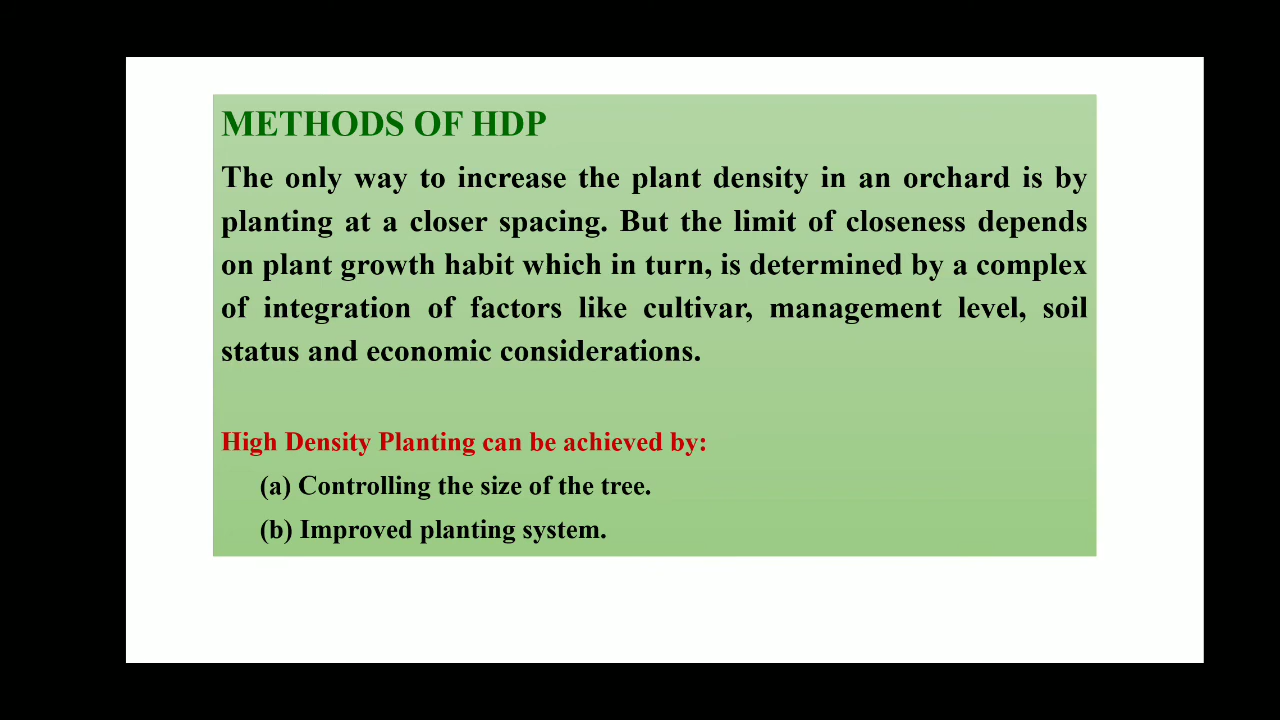 METHODS OF HDP
The only way to increase the plant density in an orchard is by
planting at a closer spacing. But the limit of closeness depends
on plant growth habit which in turn, is determined by a complex
of integration of factors like cultivar, management level, soil
status and economic considerations.
High Density Planting can be achieved by:
(a) Controlling the size of the tree.
(b) Improved planting system.